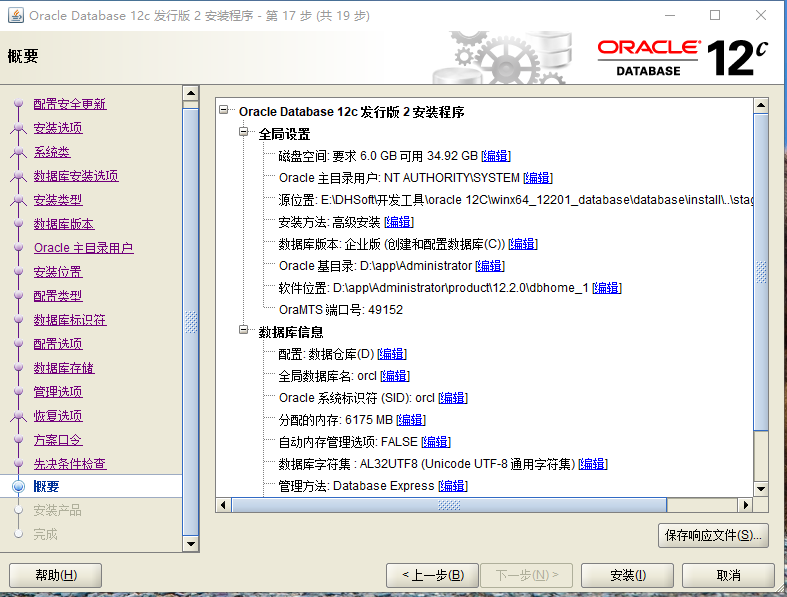 Oracle Database 12c 发行版 2 安装程序 - 第 17 步 (共 19 步)
概要
ORACLE
DATABASE
12c
配置安全更新
安装选项
系统类
数据库安装选项
安装类型
数据库版本
Oracle 主目录用户
安装位置
配置类型
数据库标识符
配置选项
数据库存储
管理选项
恢复选项
方案口令
先决条件检查
概要
安装产品
完成
Oracle Database 12c 发行版 2 安装程序
全局设置
磁盘空间: 要求 6.0 GB 可用 34.92 GB [编辑]
Oracle 主目录用户: NT AUTHORITY\SYSTEM [编辑]
源位置: E:\DHSoft\开发工具\oracle 12C\winx64_12201_database\database\install\..\stag
安装方法: 高级安装 [编辑]
数据库版本: 企业版 (创建和配置数据库(C)) [编辑]
Oracle 基目录: D:\app\Administrator [编辑]
软件位置: D:\app\Administrator\product\12.2.0\dbhome_1 [编辑]
OraMTS 端口号: 49152
数据库信息
配置: 数据仓库(D) [编辑]
全局数据库名: orcl [编辑]
Oracle 系统标识符 (SID): orcl [编辑]
分配的内存: 6175 MB [编辑]
自动内存管理选项: FALSE [编辑]
数据库字符集 : AL32UTF8 (Unicode UTF-8 通用字符集) [编辑]
管理方法: Database Express [编辑]
保存响应文件(S)...
帮助(H)
< 上一步(B)
下一步(N) >
安装(I)
取消